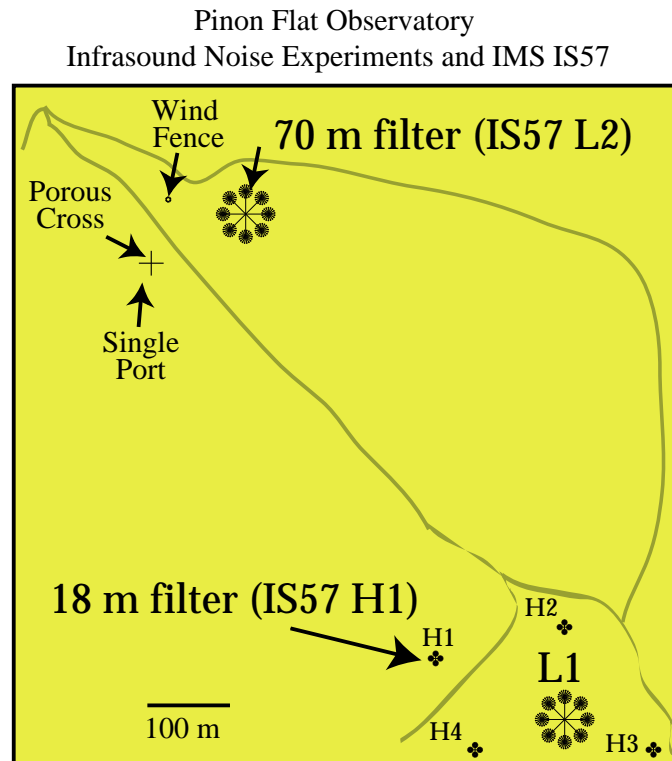 Pinon Flat Observatory
Infrasound Noise Experiments and IMS IS57
Wind
Fence
70 m filter (IS57 L2)
Porous
Cross
Single
Port
18 m filter (IS57 H1)
H2
H1
L1
100 m
H4
H3